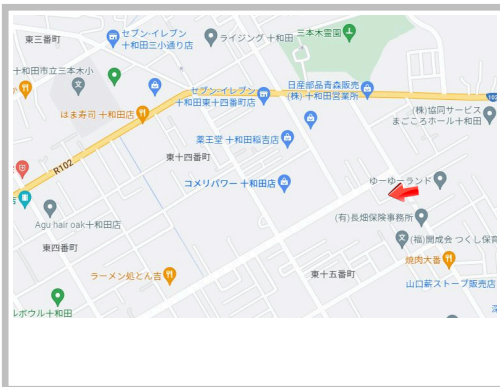 東三番町
セブン-イレブン
十和田三小通り店
ライジング 十和田
三本木霊園
十和田市立三本木小
セブン-イレブン
十和田東十四番町店
日産部品青森販売
(株) 十和田営業所
102
はま寿司 十和田店
(株)協同サービス
まごころホール十和田
薬王堂 十和田稲吉店
東十四番町
R102
コメリパワー 十和田店
ゆーゆーランド
Agu hair oak十和田店
(有)長畑保険事務所
東四番町
(福)開成会 つくし保育
焼肉大番
ラーメン処とん吉
東十五番町
山口薪ストーブ販売店
ルボウル十和田